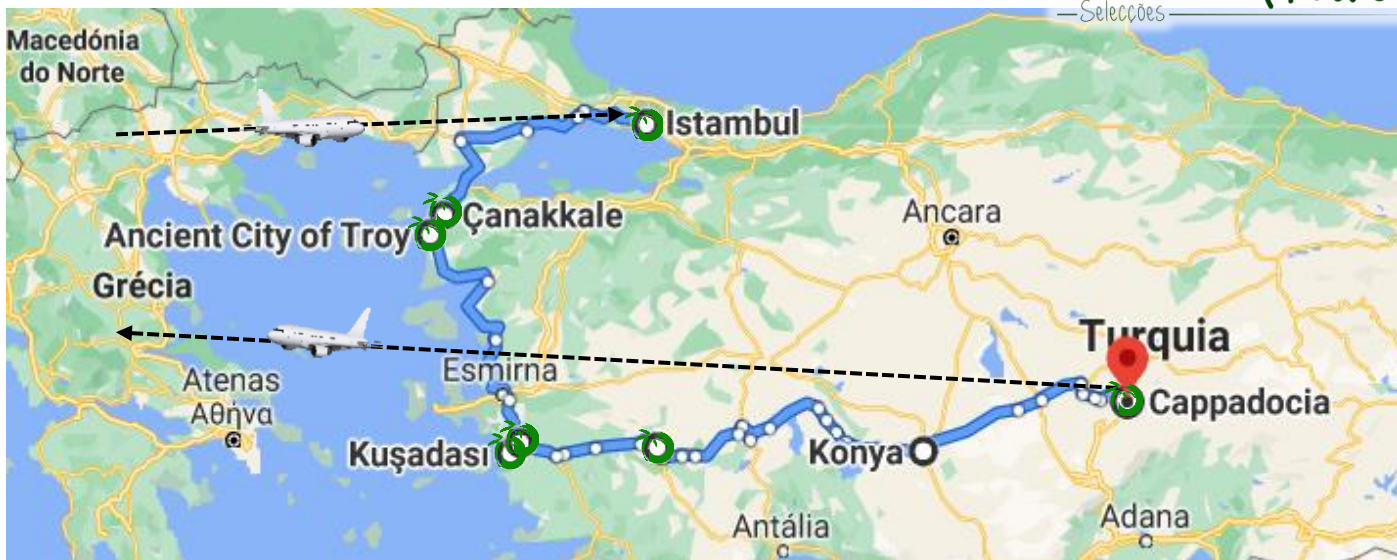 Selecções
Macedónia
do Norte
Istambul
Çanakkale
Ancara
Ancient City of Troy
Grécia
Turquia
Esmirna
Atenas
Αθήνα
Cappadocia
Kuşadası
Konya
Antália
Adana